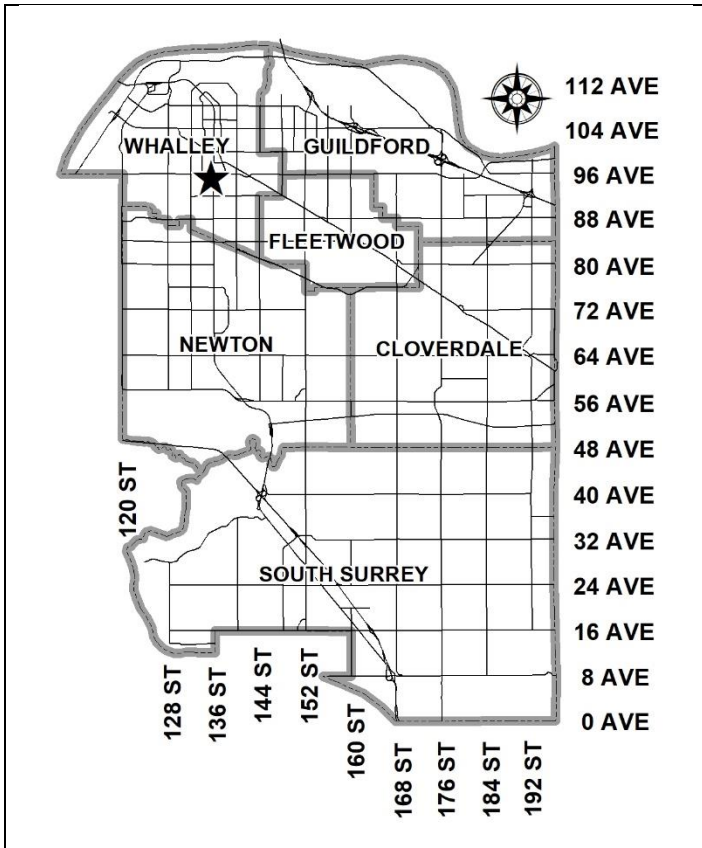 112 AVE
104 AVE
WHALLEY
GUILDFORD
96 AVE
88 AVE
FLEETWOOD
80 AVE
72 AVE
NEWTON
CLOVERDALE
64 AVE
56 AVE
48 AVE
120 ST
40 AVE
32 AVE
SOUTH SURREY
24 AVE
16 AVE
8 AVE
0 AVE
128 ST
136 ST
144 ST
152 ST
160 ST
168 ST
176 ST
184 ST
192 ST